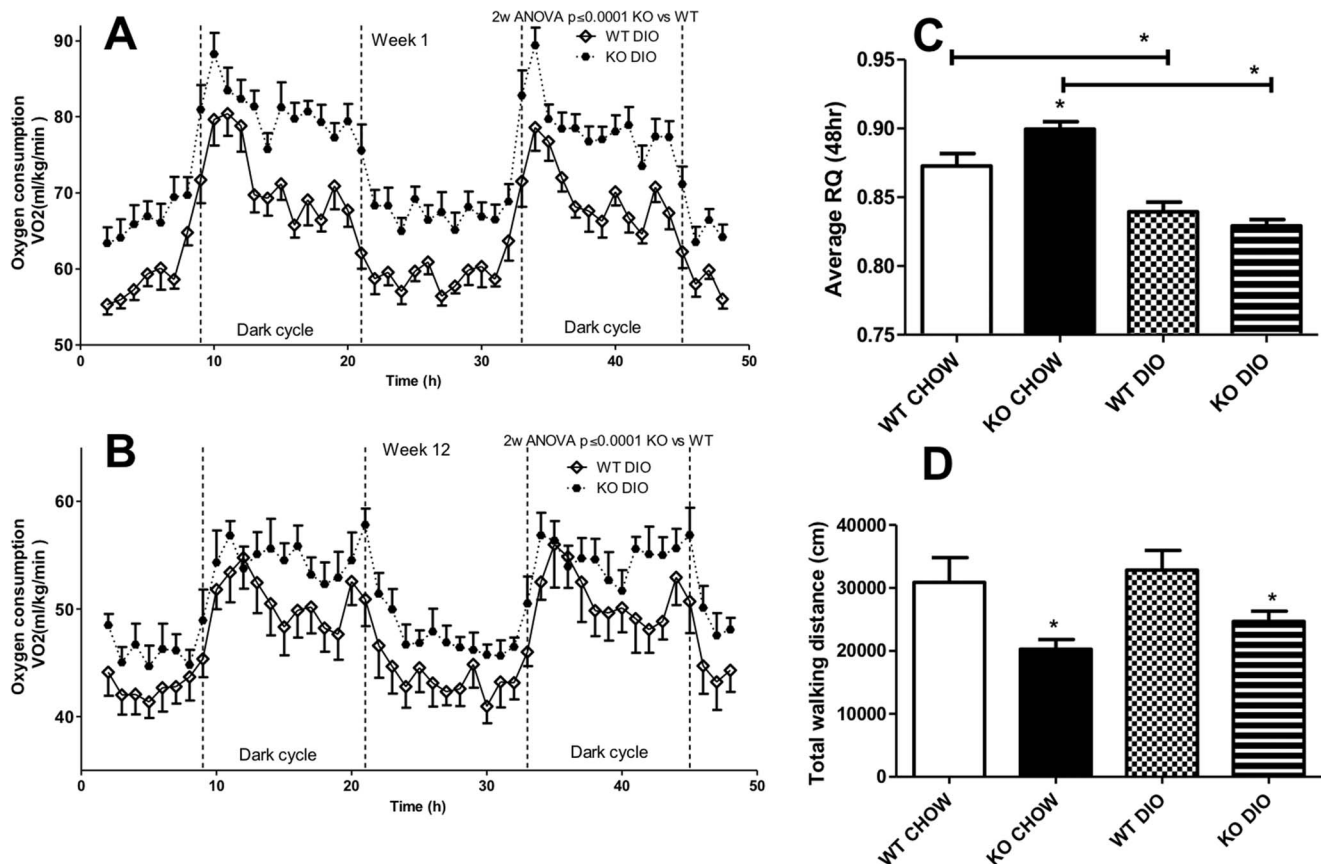 A
2w ANOVA p≤0.0001 KO vs WT
Week 1
WT DIO
KO DIO
Oxygen consumption
VO2(ml/kg/min )
90
80
70
60
50
Dark cycle
Dark cycle
0
10
20
30
40
50
Time (h)
B
2w ANOVA p≤0.0001 KO vs WT
Week 12
WT DIO
KO DIO
Oxygen consumption
VO2(ml/kg/min )
60
50
40
Dark cycle
Dark cycle
0
10
20
30
40
50
Time (h)
C
*
*
*
Average RQ (48hr)
0.95
0.90
0.85
0.80
0.75
WT CHOW
KO CHOW
WT DIO
KO DIO
D
Total walking distance (cm)
40000
30000
20000
10000
0
*
*
WT CHOW
KO CHOW
WT DIO
KO DIO